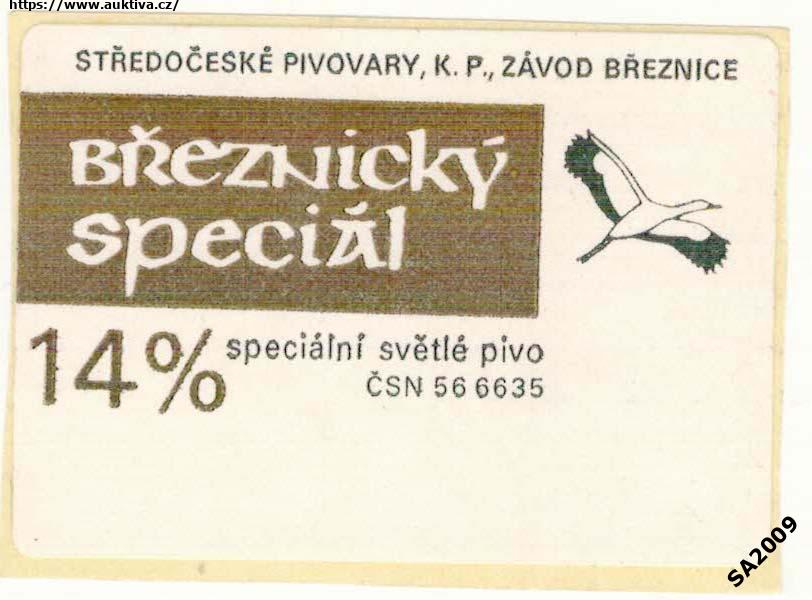 https://www.auktiva.cz/
STŘEDOČESKÉ PIVOVARY, K. P., ZÁVOD BŘEZNICE
BŘEZNICKÝ
SPECIÁL
14% speciální světlé pivo
ČSN 56 6635
SA2009